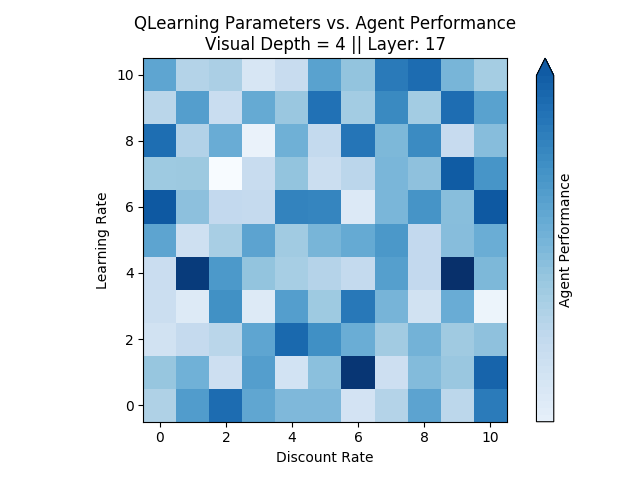 QLearning Parameters vs. Agent Performance
Visual Depth = 4 || Layer: 17
Learning Rate
10
8
6
4
2
0
0 2 4 6 8 10
Discount Rate
Agent Performance